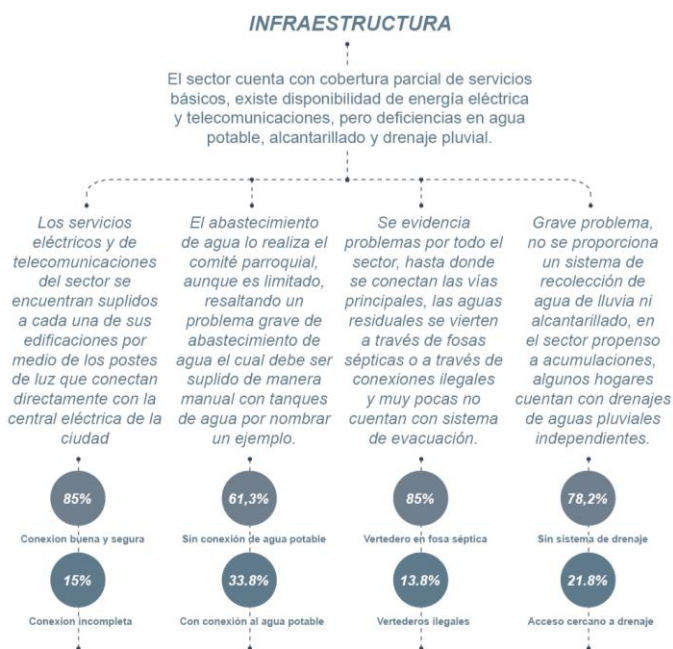 INFRAESTRUCTURA
El sector cuenta con cobertura parcial de servicios
básicos, existe disponibilidad de energía eléctrica
y telecomunicaciones, pero deficiencias en agua
potable, alcantarillado y drenaje pluvial.
Los servicios
eléctricos y de
telecomunicaciones
del sector se
encuentran suplidos
a cada una de sus
edificaciones por
medio de los postes
de luz que conectan
directamente con la
central eléctrica de la
ciudad
85%
Conexion buena y segura
15%
Conexion incompleta
El abastecimiento
de agua lo realiza el
comité parroquial,
aunque es limitado,
resaltando un
problema grave de
abastecimiento de
agua el cual debe ser
suplido de manera
manual con tanques
de agua por nombrar
un ejemplo.
61,3%
Sin conexión de agua potable
33.8%
Con conexión al agua potable
Se evidencia
problemas por todo el
sector, hasta donde
se conectan las vías
principales, las aguas
residuales se vierten
a través de fosas
sépticas o a través de
conexiones ilegales
y muy pocas no
cuentan con sistema
de evacuación.
85%
Vertedero en fosa séptica
13.8%
Vertederos ilegales
Grave problema,
no se proporciona
un sistema de
recolección de
agua de lluvia ni
alcantarillado, en
el sector propenso
a acumulaciones,
algunos hogares
cuentan con drenajes
de aguas pluviales
independientes.
78,2%
Sin sistema de drenaje
21.8%
Acceso cercano a drenaje